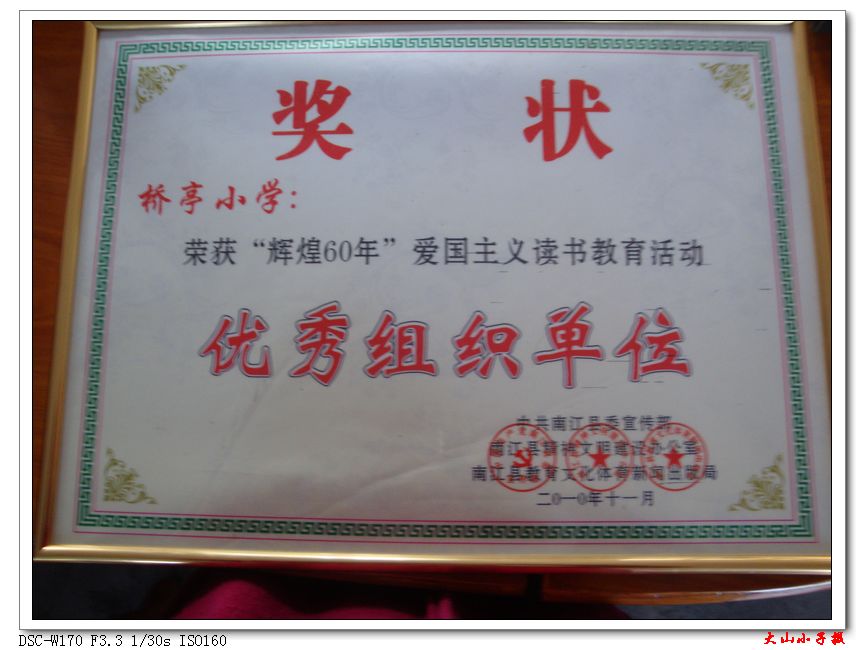 奖 状
桥亭小学：
荣获“辉煌60年”爱国主义读书教育活动
优秀组织单位
中共南江县委宣传部
南江县精神文明建设办公室
南江县教育文化体育新闻出版局
二〇一〇年十一月
DSC-W170 F3.3 1/30s ISO160
大山小子摄